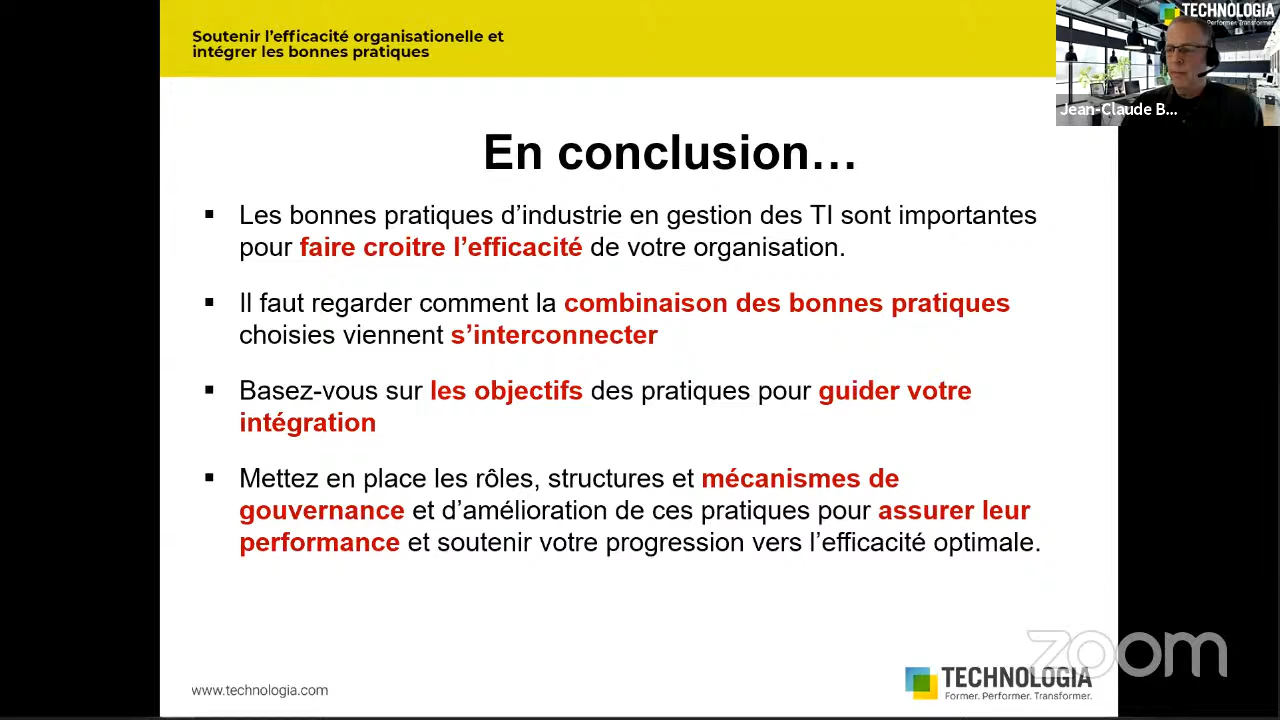 Soutenir l’efficacité organisationelle et
intégrer les bonnes pratiques
TECHNOLOGIA
Performer. Transformer.
Jean-Claude B...
En conclusion…
▪ Les bonnes pratiques d’industrie en gestion des TI sont importantes
pour faire croitre l’efficacité de votre organisation.
▪ Il faut regarder comment la combinaison des bonnes pratiques
choisies viennent s’interconnecter
▪ Basez-vous sur les objectifs des pratiques pour guider votre
intégration
▪ Mettez en place les rôles, structures et mécanismes de
gouvernance et d’amélioration de ces pratiques pour assurer leur
performance et soutenir votre progression vers l’efficacité optimale.
zoom
www.technologia.com
TECHNOLOGIA
Former. Performer. Transformer.